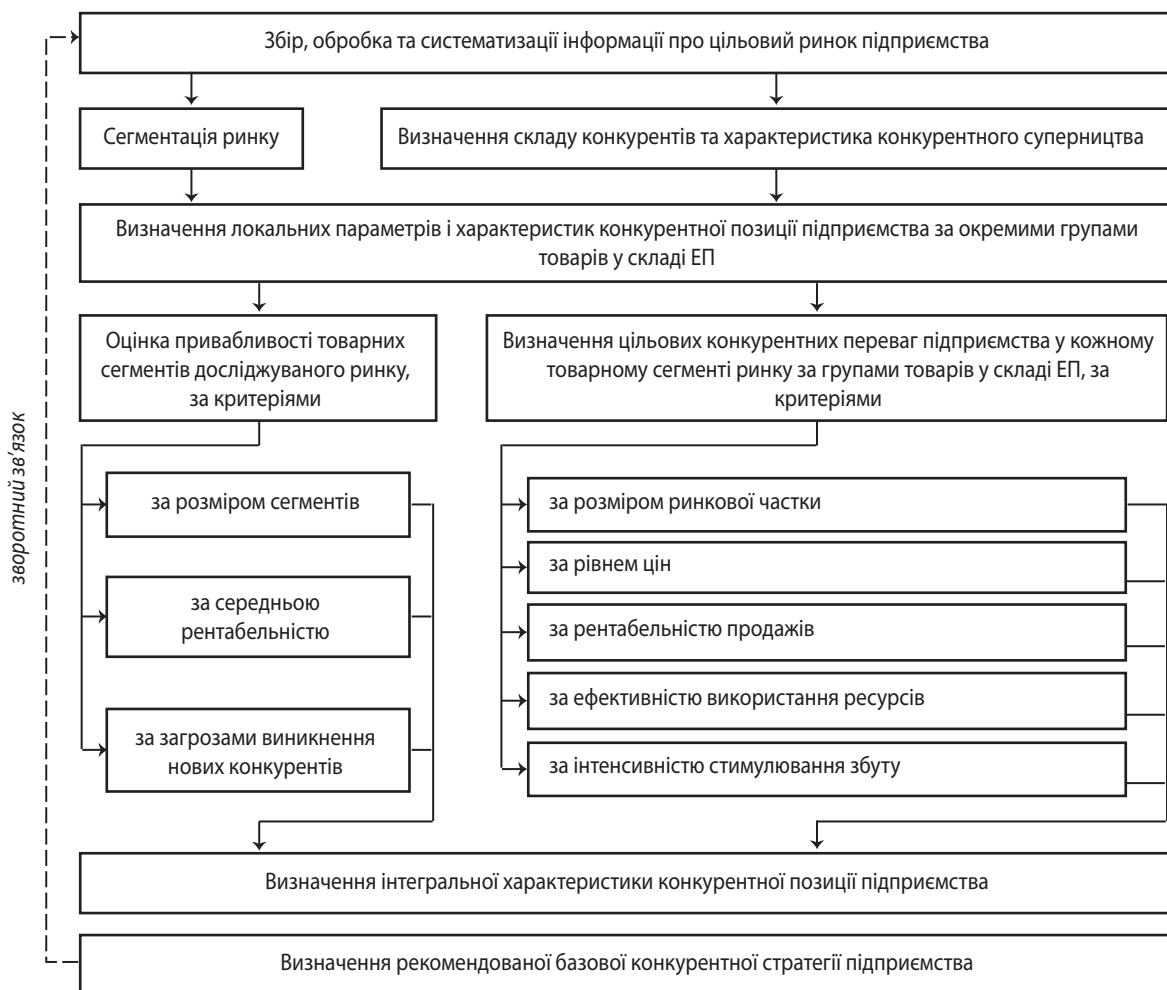 Збір, обробка та систематизації інформації про цільовий ринок підприємства
Сегментація ринку
Визначення складу конкурентів та характеристика конкурентного суперництва
Визначення локальних параметрів і характеристик конкурентної позиції підприємства за окремими групами
товарів у складі ЕП
Оцінка привабливості товарних
сегментів досліджуваного ринку,
за критеріями
Визначення цільових конкурентних переваг підприємства у кожному
товарному сегменті ринку за групами товарів у складі ЕП, за
критеріями
зворотний зв’язок
за розміром сегментів
за середньою
рентабельністю
за загрозами виникнення
нових конкурентів
за розміром ринкової частки
за рівнем цін
за рентабельністю продажів
за ефективністю використання ресурсів
за інтенсивністю стимулювання збуту
Визначення інтегральної характеристики конкурентної позиції підприємства
Визначення рекомендованої базової конкурентної стратегії підприємства